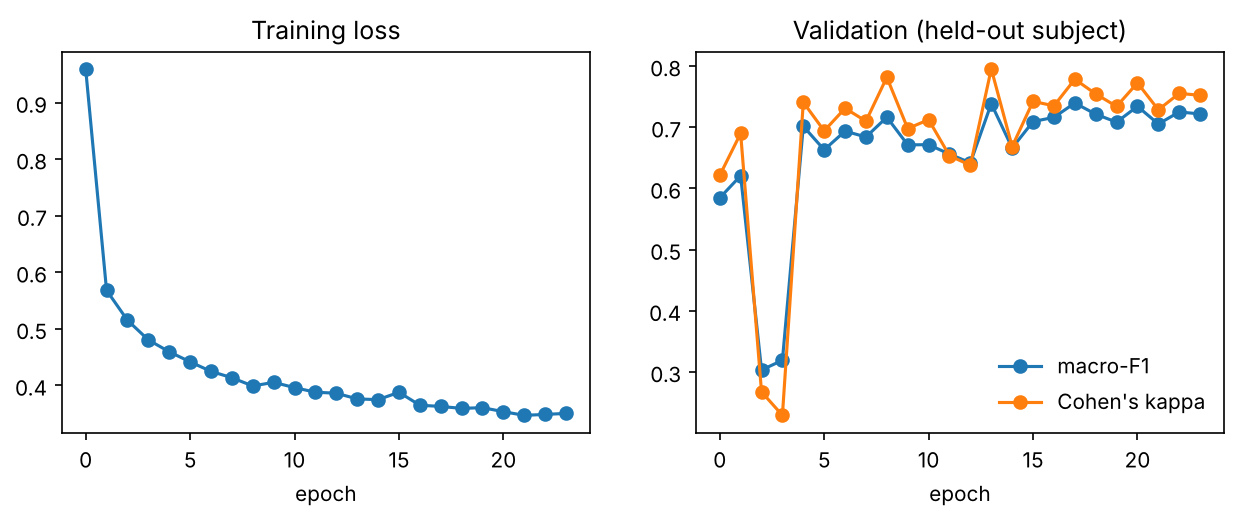 Training loss
0.9
0.8
0.7
0.6
0.5
0.4
0 5 10 15 20
epoch
Validation (held-out subject)
0.8
0.7
0.6
0.5
0.4
0.3
macro-F1
Cohen's kappa
0 5 10 15 20
epoch